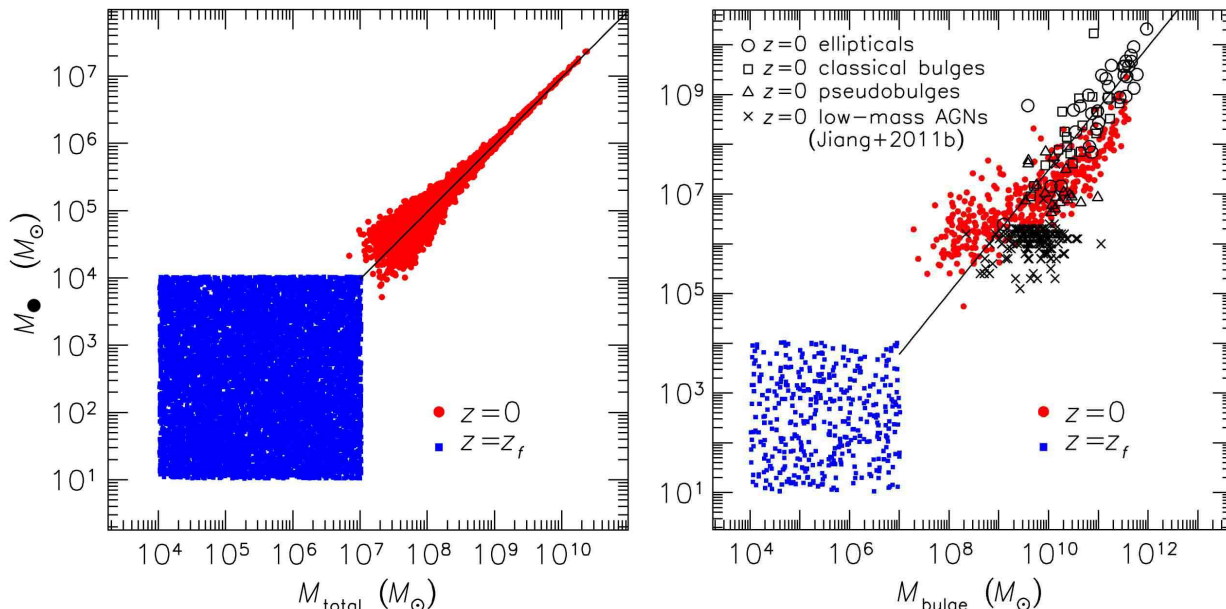 M● (M⊙)
10⁷
10⁶
10⁵
10⁴
10³
10²
10¹
z=0
z=z_f
10⁴ 10⁵ 10⁶ 10⁷ 10⁸ 10⁹ 10¹⁰
M_total (M⊙)
○ z=0 ellipticals
□ z=0 classical bulges
△ z=0 pseudobulges
× z=0 low-mass AGNs
(Jiang+2011b)
10⁹
10⁷
10⁵
10³
10¹
z=0
z=z_f
10⁴ 10⁶ 10⁸ 10¹⁰ 10¹²
M_bulge (M⊙)